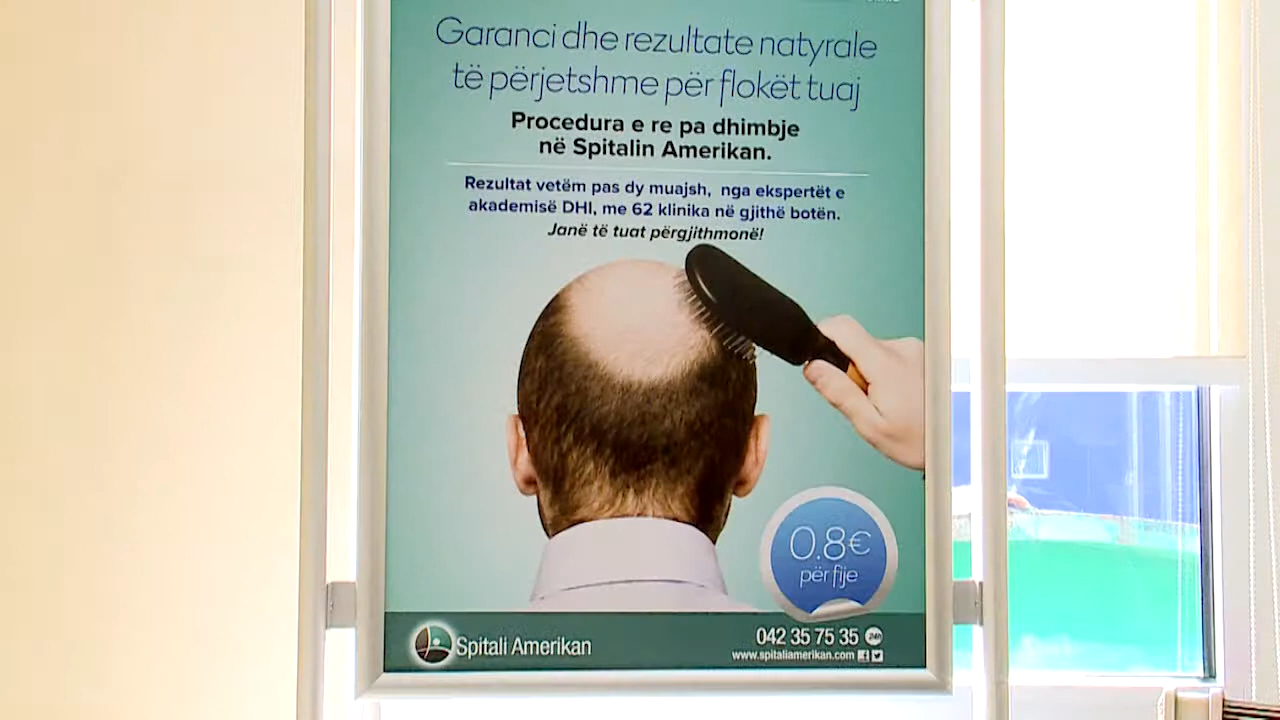 Garanci dhe rezultate natyrale
të përjetshme për flokët tuaj
Procedura e re pa dhimbje
në Spitalin Amerikan.
Rezultat vetëm pas dy muajsh, nga ekspertët e
akademisë DHI, me 62 klinika në gjithë botën.
Janë të tuat përgjithmonë!
0.8€
për fije
Spitali Amerikan
042 35 75 35 24h
www.spitaliamerikan.com